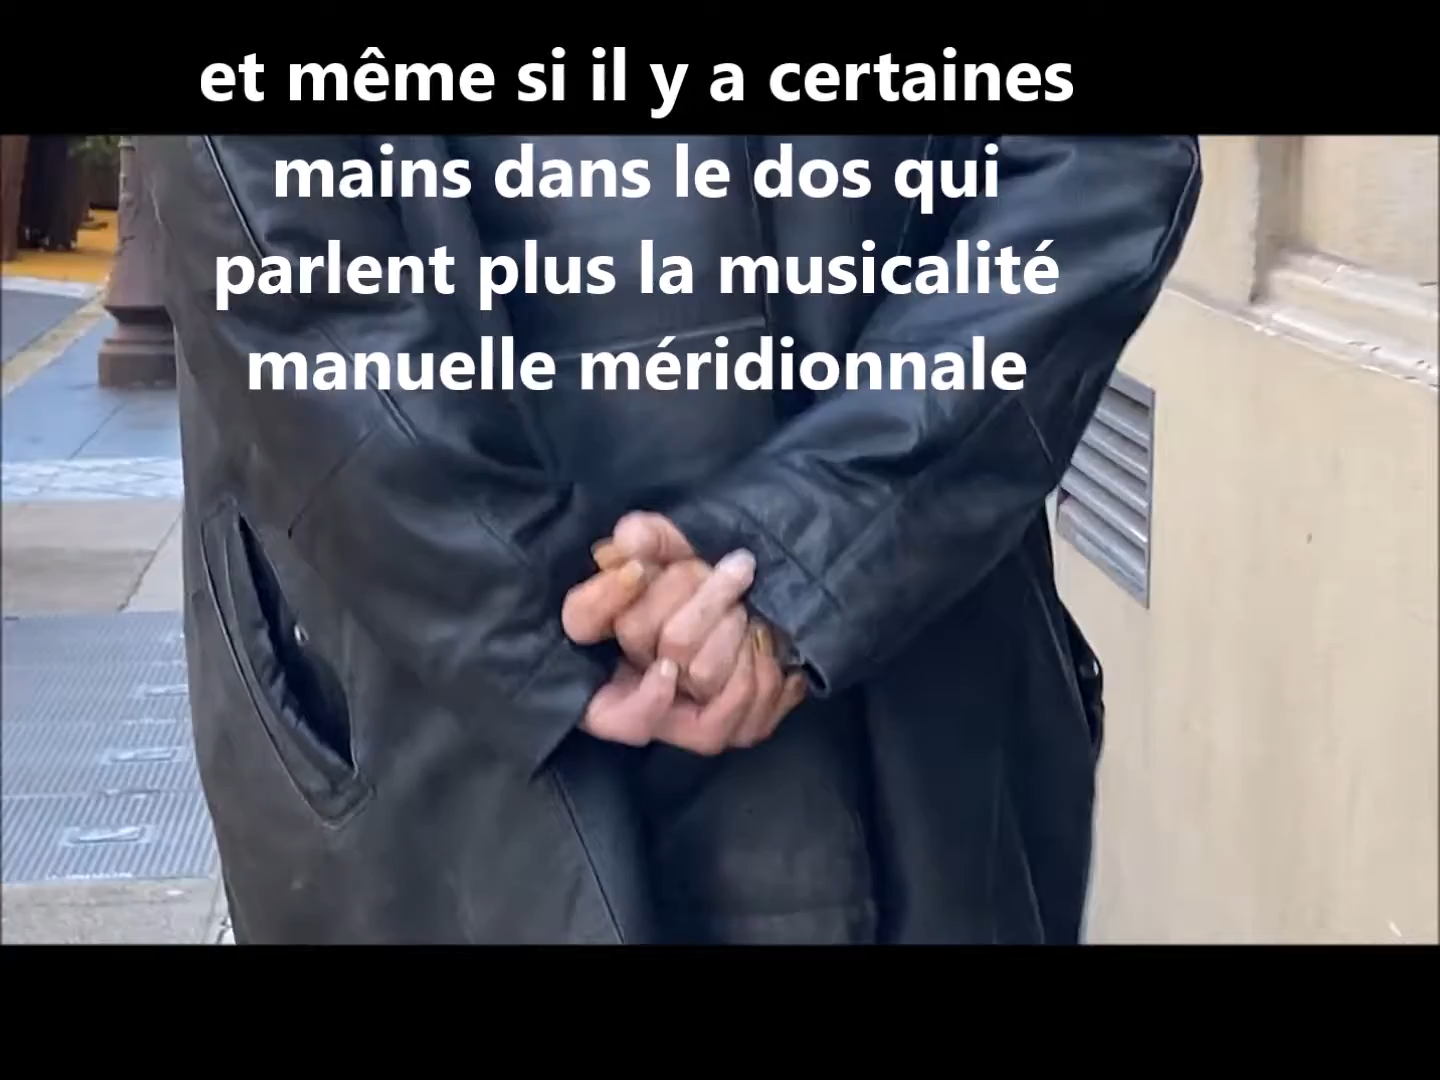 et même si il y a certaines
mains dans le dos qui
parlent plus la musicalité
manuelle méridionnale